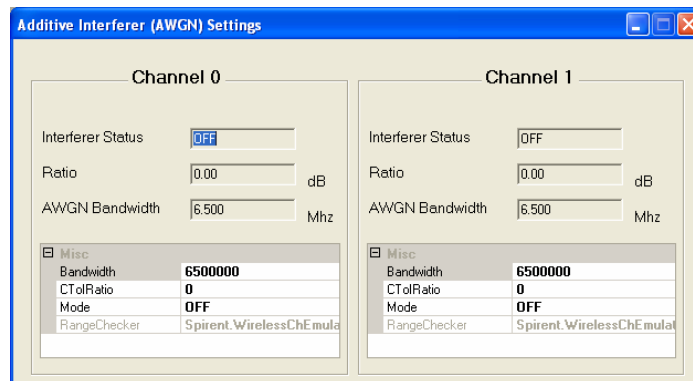 Additive Interferer (AWGN) Settings
Channel 0
Interferer Status OFF
Ratio 0.00 dB
AWGN Bandwidth 6.500 Mhz
Misc
Bandwidth 6500000
CToIRatio 0
Mode OFF
RangeChecker Spirent.WirelessChEmula
Channel 1
Interferer Status OFF
Ratio 0.00 dB
AWGN Bandwidth 6.500 Mhz
Misc
Bandwidth 6500000
CToIRatio 0
Mode OFF
RangeChecker Spirent.WirelessChEmulat